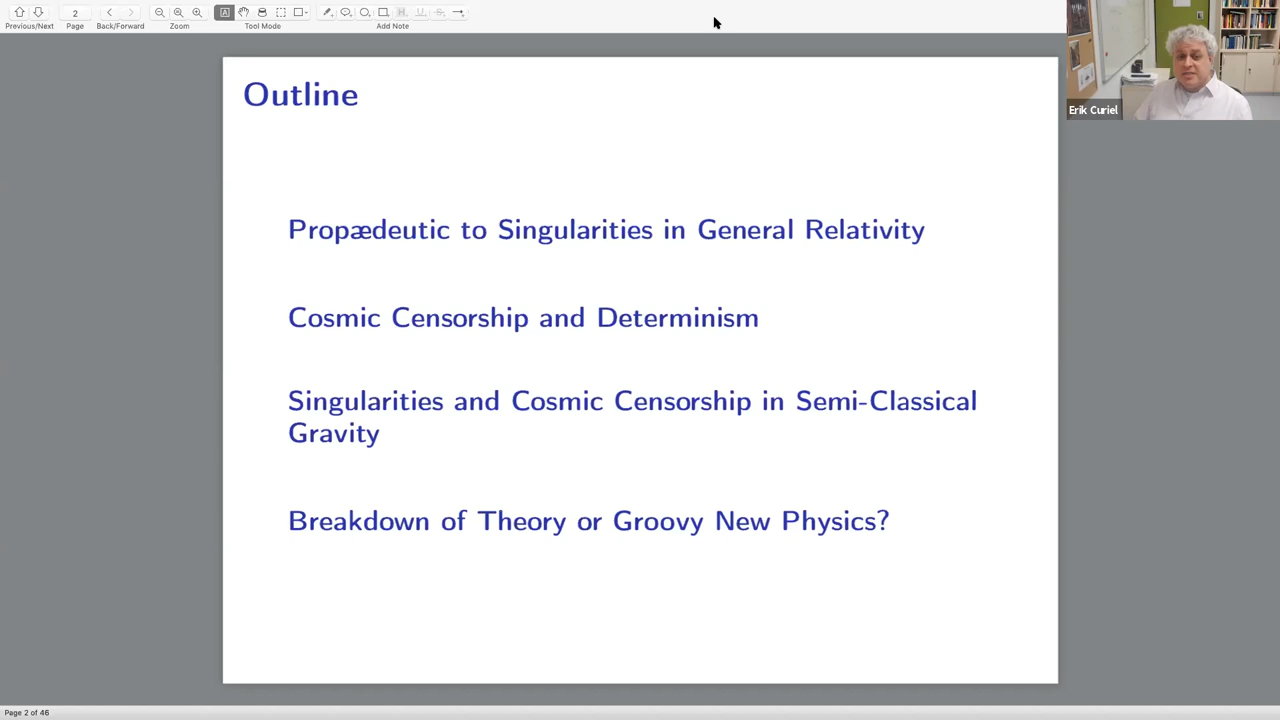 2
Previous/Next
Page
Back/Forward
Zoom
Tool Mode
Add Note
Erik Curiel
Outline
Propædeutic to Singularities in General Relativity
Cosmic Censorship and Determinism
Singularities and Cosmic Censorship in Semi-Classical
Gravity
Breakdown of Theory or Groovy New Physics?
Page 2 of 46